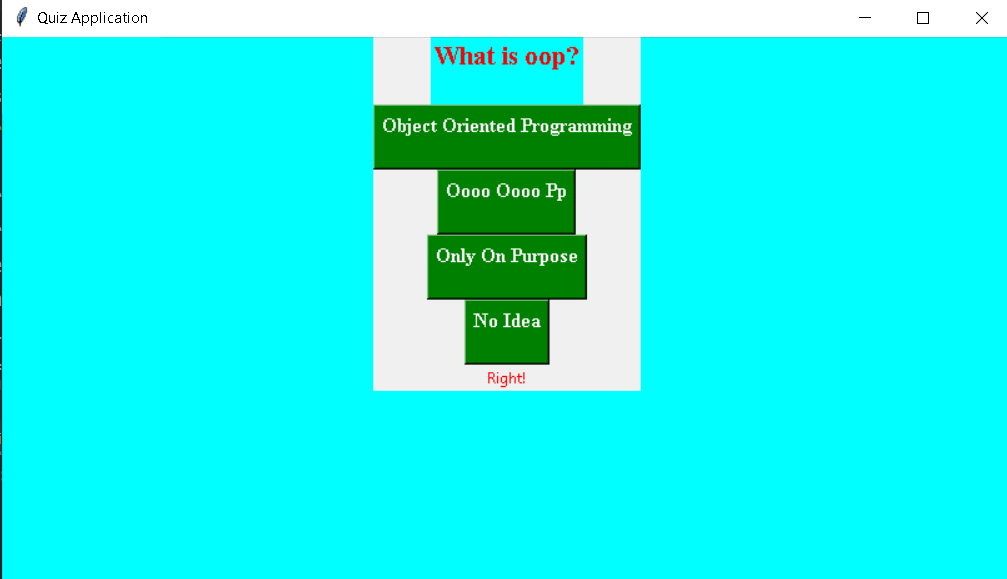 Quiz Application
What is oop?
Object Oriented Programming
Oooo Oooo Pp
Only On Purpose
No Idea
Right!